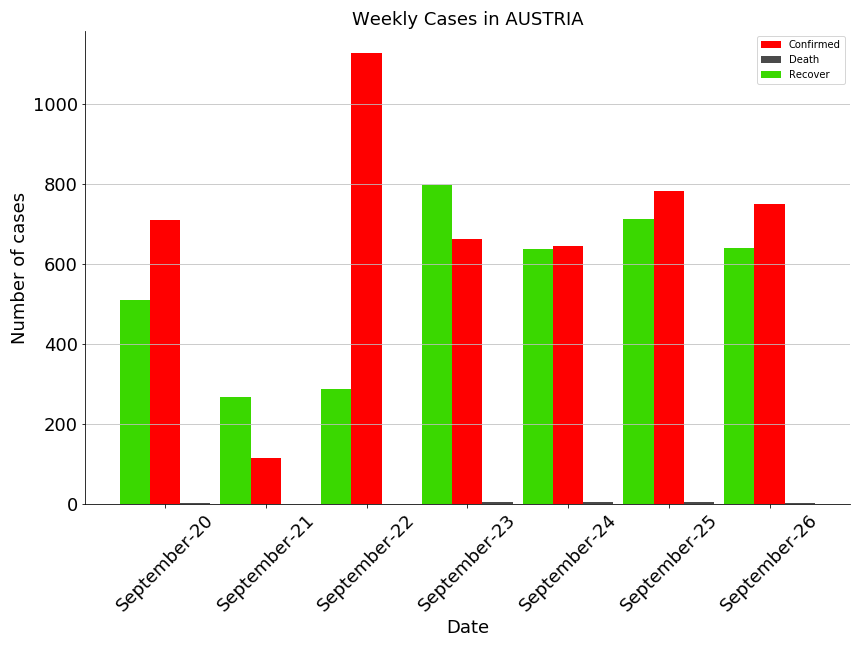 Weekly Cases in AUSTRIA
Confirmed
Death
Recover
Number of cases
1000
800
600
400
200
0
September-20
September-21
September-22
September-23
September-24
September-25
September-26
Date